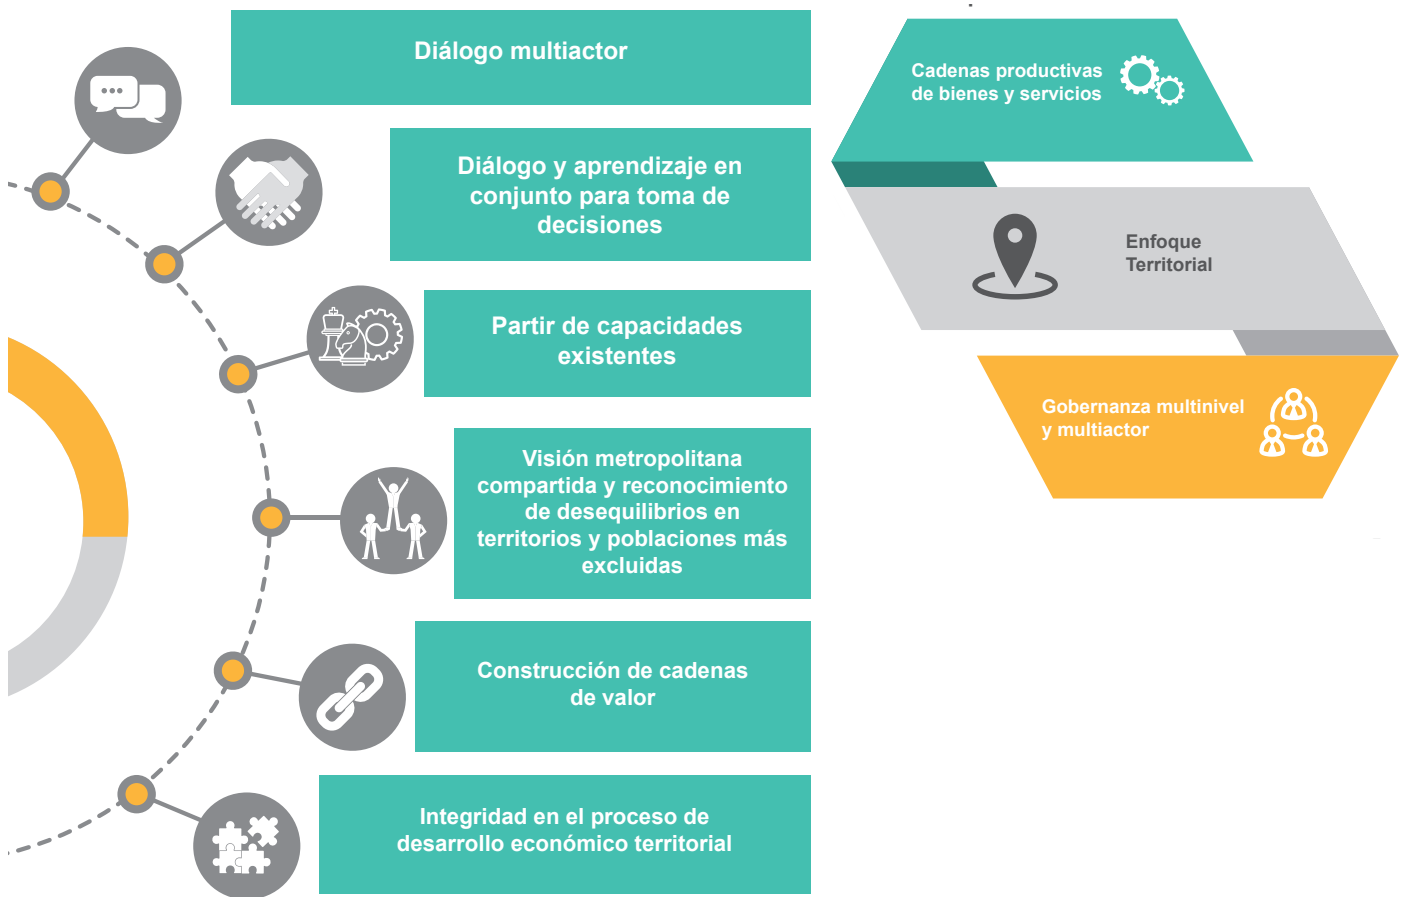 Diálogo multiactor
Diálogo y aprendizaje en
conjunto para toma de
decisiones
Partir de capacidades
existentes
Visión metropolitana
compartida y reconocimiento
de desequilibrios en
territorios y poblaciones más
excluidas
Construcción de cadenas
de valor
Integridad en el proceso de
desarrollo económico territorial
Cadenas productivas
de bienes y servicios
Enfoque
Territorial
Gobernanza multinivel
y multiactor